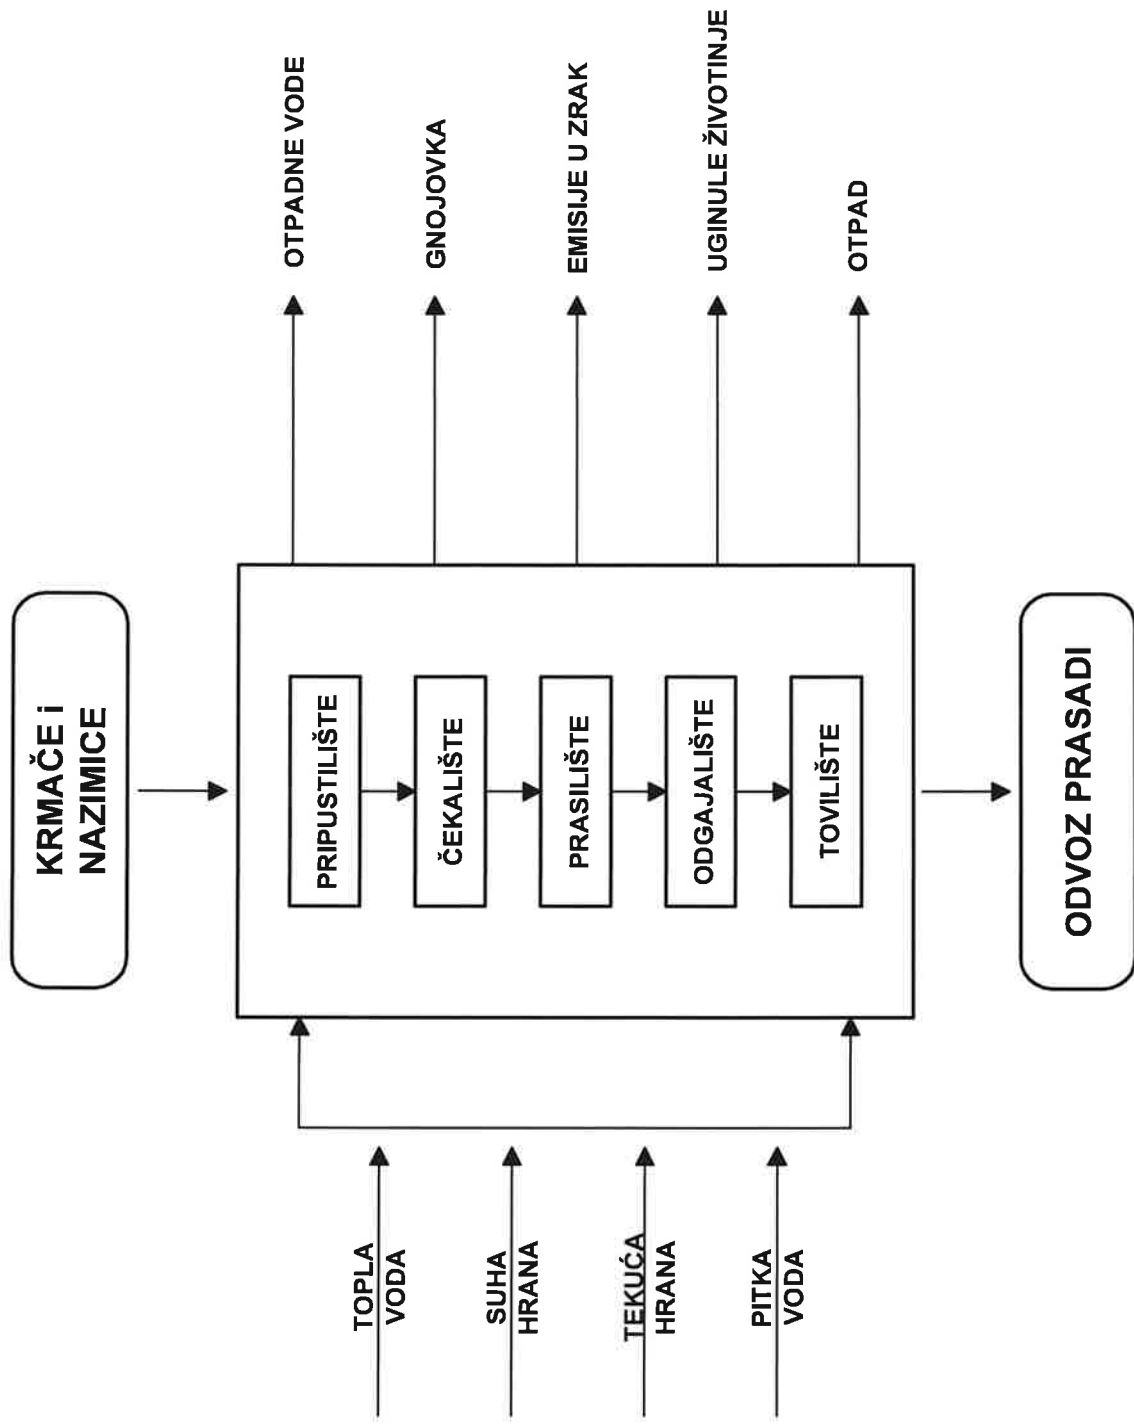 KRMAČE i
NAZIMICE
PRIPUSTILIŠTE
ČEKALIŠTE
PRASILIŠTE
ODGAJALIŠTE
TOVILIŠTE
ODVOZ PRASADI
TOPLA
VODA
SUHA
HRANA
TEKUĆA
HRANA
PITKA
VODA
OTPADNE VODE
GNOJOVKA
EMISIJE U ZRAK
UGINULE ŽIVOTINJE
OTPAD